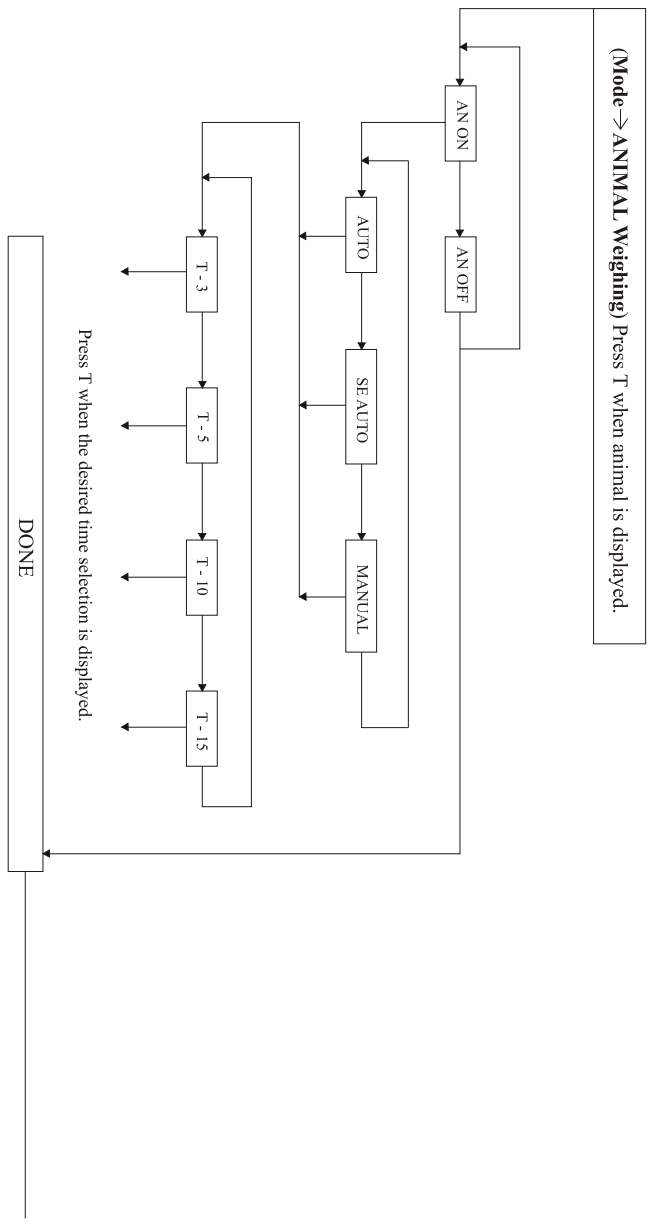 (Mode→ANIMAL Weighing) Press T when animal is displayed.
AN ON
AN OFF
AUTO
SE AUTO
MANUAL
T - 3
T - 5
T - 10
T - 15
Press T when the desired time selection is displayed.
DONE